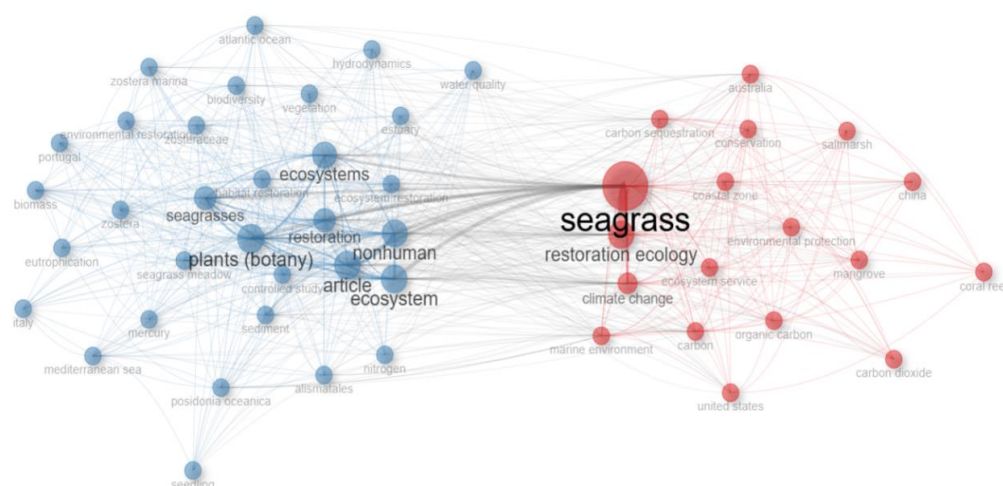 atlantic ocean
hydrodynamics
zostera marina
water quality
australia
biodiversity
vegetation
estuary
carbon sequestration
conservation
saltmarsh
environmental restoration
zosteraceae
portugal
ecosystems
habitat restoration
ecosystem restoration
coastal zone
china
biomass
seagrasses
zostera
seagrass
restoration
environmental protection
nonhuman
restoration ecology
eutrophication
plants (botany)
seagrass meadow
controlled study
article
ecosystem
ecosystem service
mangrove
climate change
coral ree
italy
mercury
sediment
organic carbon
carbon
marine environment
mediterranean sea
nitrogen
carbon dioxide
alismatales
posidonia oceanica
united states
seedling